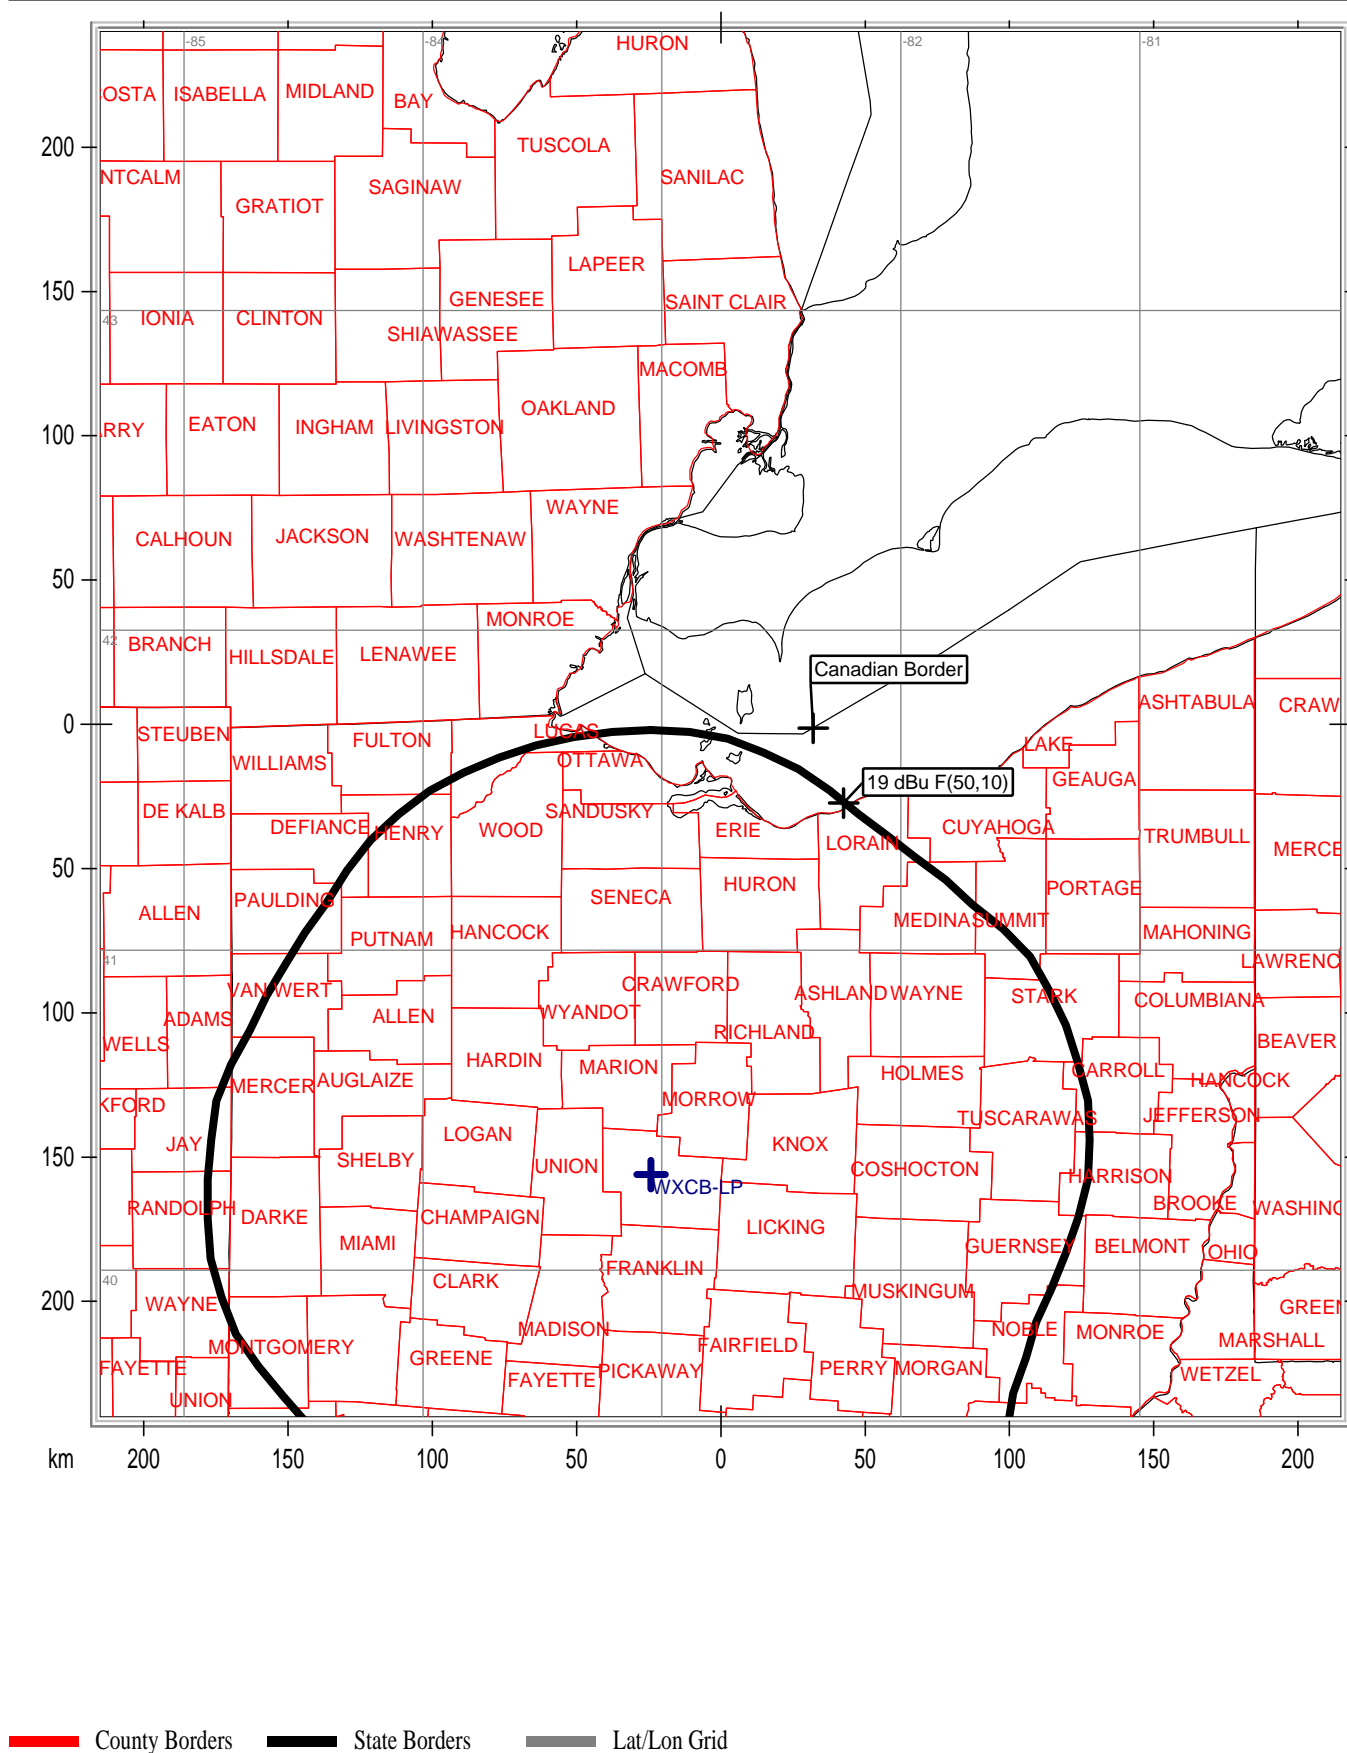 -85 -84 -82 -81
HURON
OSTA ISABELLA MIDLAND BAY
200 TUSCOLA
NTCALM SAGINAW SANILAC
GRATIOT
LAPEER
150 GENESEE SAINT CLAIR
43 IONIA CLINTON SHIAWASSEE
MACOMB
100 RRY EATON INGHAM LIVINGSTON OAKLAND
WAYNE
CALHOUN JACKSON WASHTENAW
50
MONROE
42 BRANCH HILLSDALE LENAWEE
Canadian Border
ASHTABULA CRAW
0 STEUBEN FULTON LUCAS
WILLIAMS OTTAWA LAKE
19 dBu F(50,10) GEAUGA
DE KALB DEFIANCE HENRY WOOD SANDUSKY ERIE LORAIN CUYAHOGA TRUMBULL
50 MERCE
ALLEN PAULDING SENECA HURON PORTAGE
MEDINA SUMMIT
PUTNAM HANCOCK MAHONING
41 LAWRENC
VAN WERT CRAWFORD ASHLAND WAYNE STARK COLUMBIANA
100 ADAMS ALLEN WYANDOT
WELLS RICHLAND BEAVER
HARDIN MARION
MERCER AUGLAIZE HOLMES CARROLL HANCOCK
KFORD MORROW TUSCARAWAS JEFFERSON
JAY LOGAN KNOX
150 SHELBY UNION COSHOCTON HARRISON
WXCB-LP
RANDOLPH DARKE CHAMPAIGN LICKING BROOKE WASHING
MIAMI GUERNSEY BELMONT OHIO
40 CLARK FRANKLIN
200 WAYNE MUSKINGUM GREEN
MADISON NOBLE MONROE MARSHALL
MONTGOMERY GREENE FAIRFIELD
FAYETTE FAYETTE PICKAWAY PERRY MORGAN WETZEL
UNION
km 200 150 100 50 0 50 100 150 200
County Borders State Borders Lat/Lon Grid